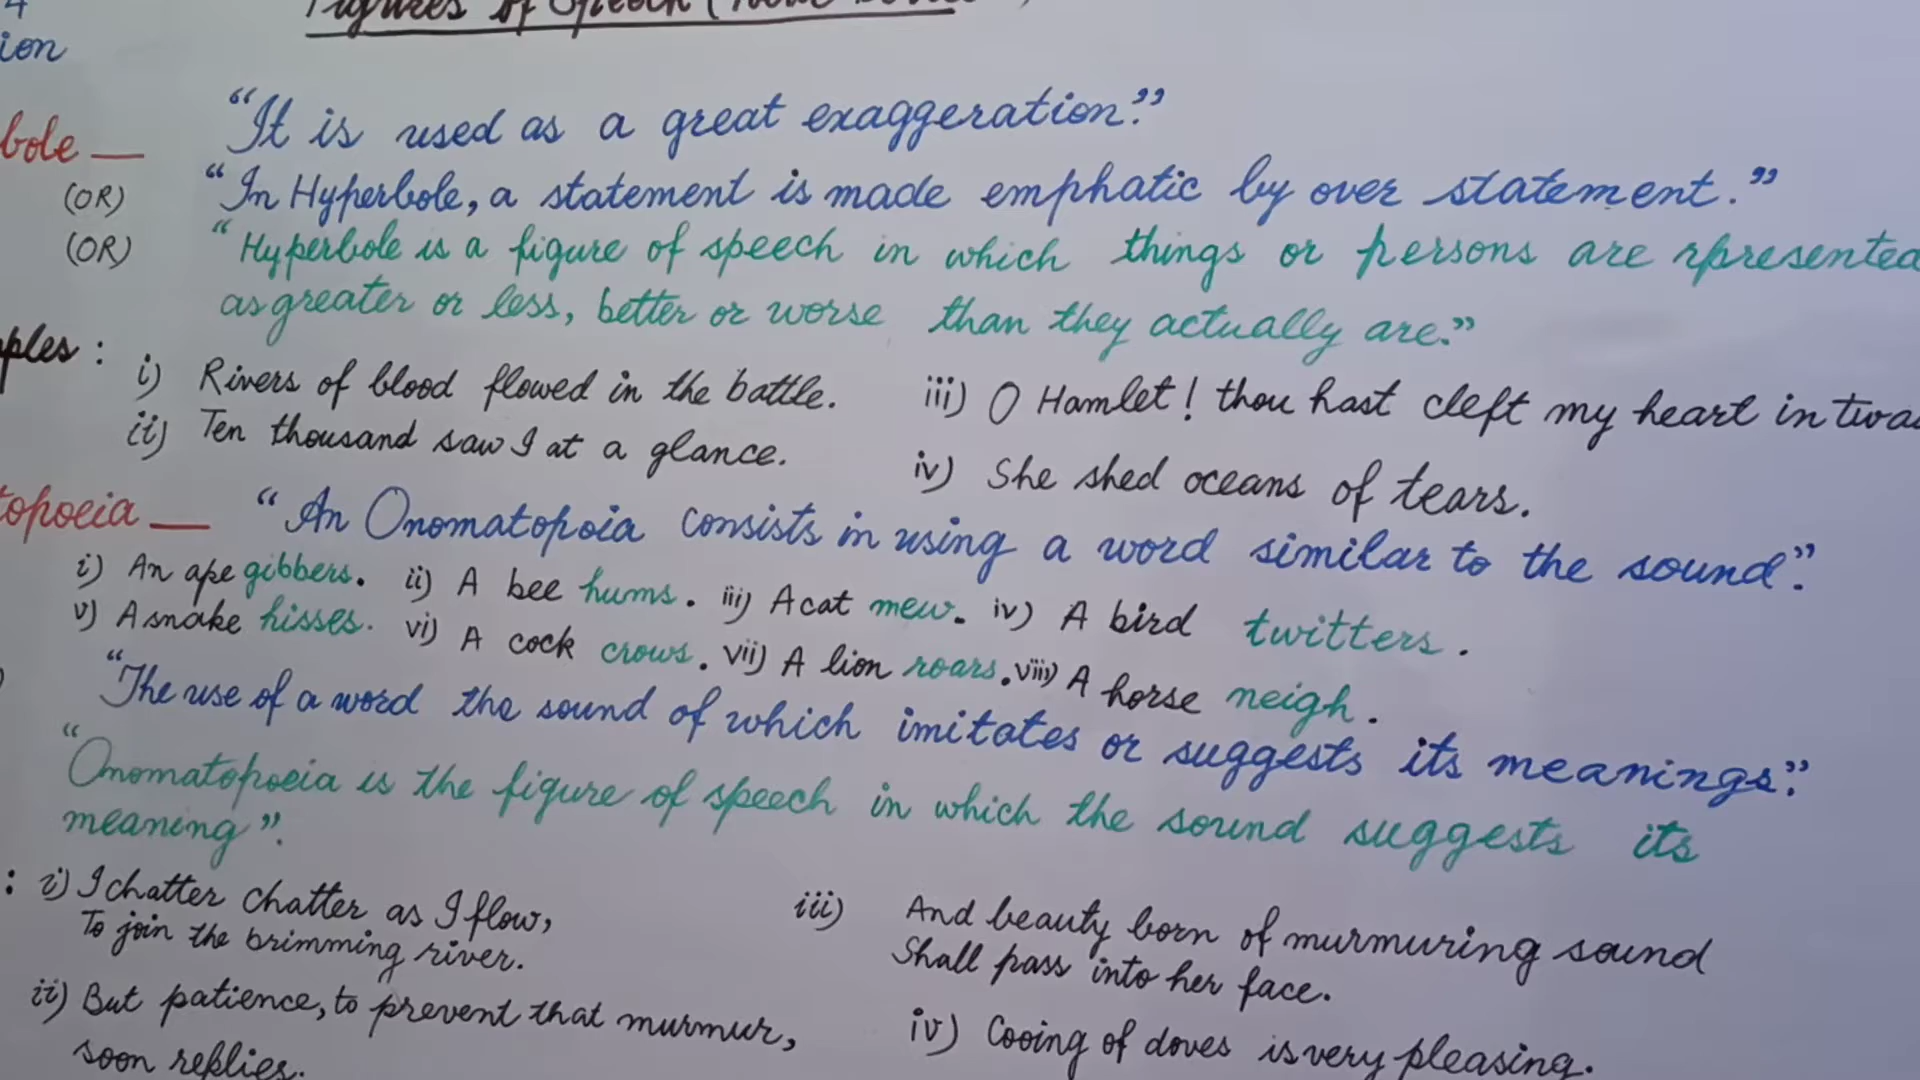 4
Figures of Speech
ion
"It is used as a great exaggeration."
bole —
(OR) "In Hyperbole, a statement is made emphatic by over statement."
(OR) "Hyperbole is a figure of speech in which things or persons are rpresented
as greater or less, better or worse than they actually are."
ples :
i) Rivers of blood flowed in the battle. iii) O Hamlet! thou hast cleft my heart in twa
ii) Ten thousand saw I at a glance. iv) She shed oceans of tears.
topoeia — "An Onomatopoia consists in using a word similar to the sound".
i) An ape gibbers. ii) A bee hums. iii) A cat mew. iv) A bird twitters.
v) A snake hisses. vi) A cock crows. vii) A lion roars. viii) A horse neigh.
"The use of a word the sound of which imitates or suggests its meanings".
"Onomatopoeia is the figure of speech in which the sound suggests its
meaning".
: i) I chatter chatter as I flow,
To join the brimming river.
iii) And beauty born of murmuring sound
Shall pass into her face.
ii) But patience, to prevent that murmur,
soon replies.
iv) Cooing of doves is very pleasing.